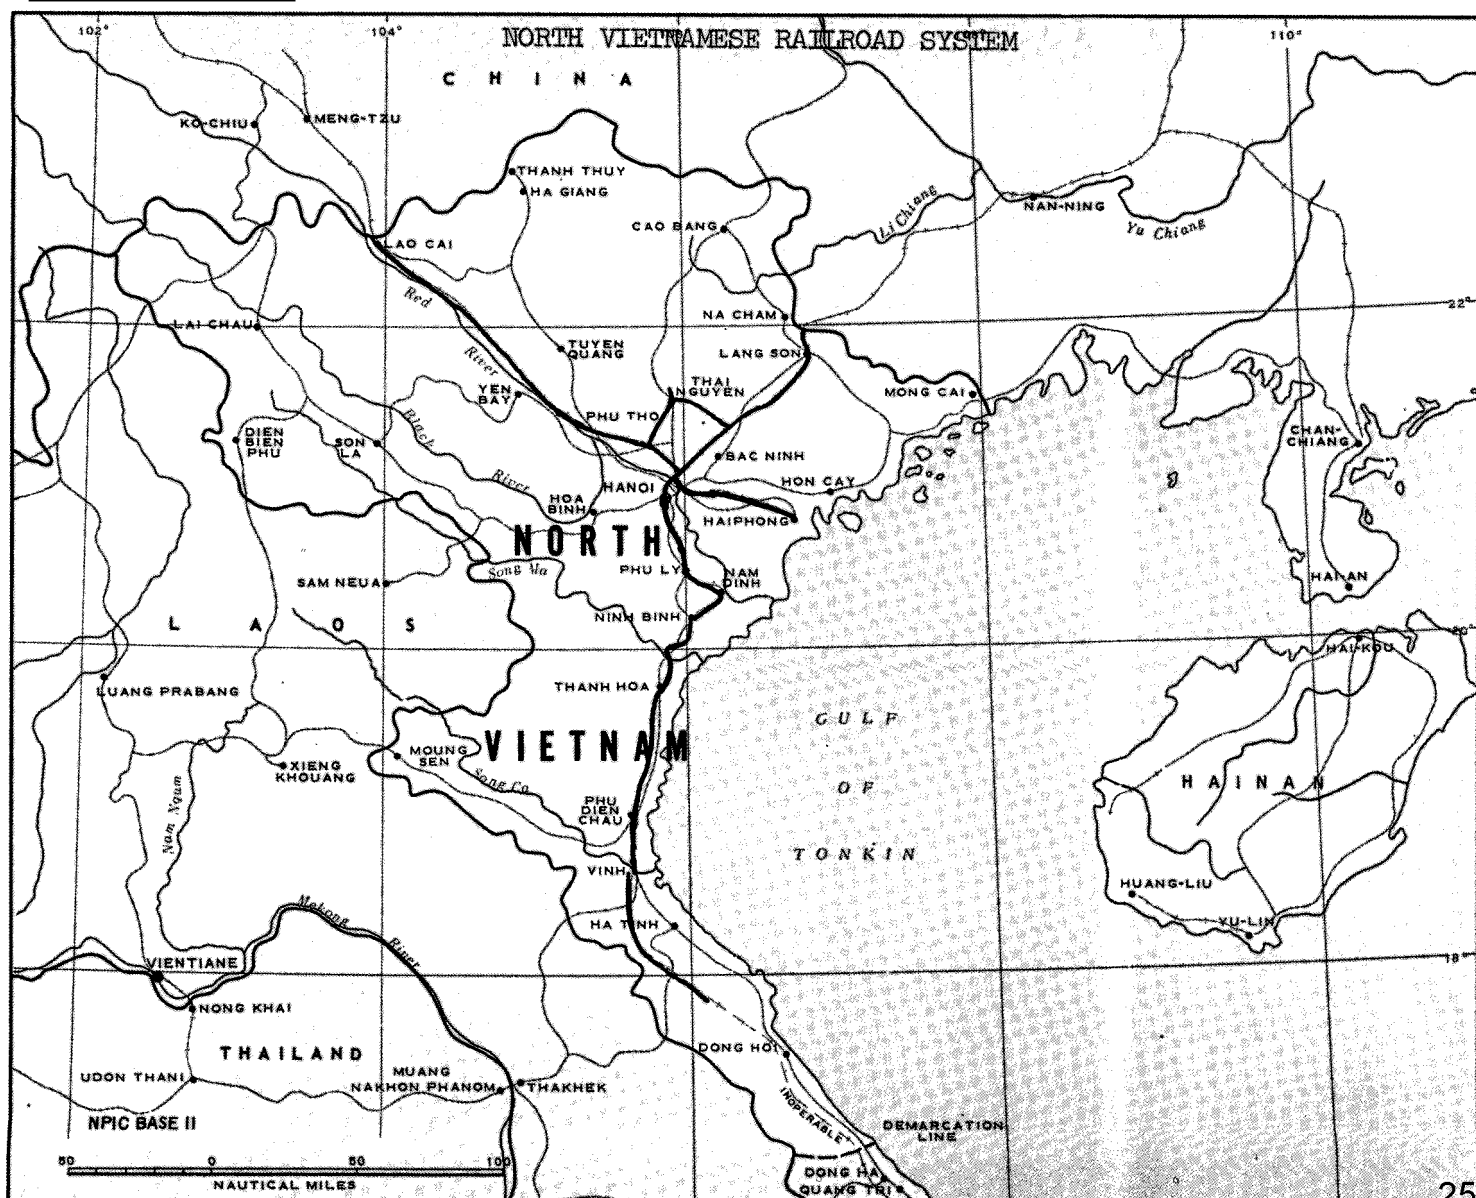 102°
104°
110°
NORTH VIETNAMESE RAILROAD SYSTEM
CHINA
KO-CHIU
MENG-TZU
THANH THUY
HA GIANG
CAO BANG
Li Chiang
NAN-NING
Yu Chiang
LAO CAI
Red
22°
LAI CHAU
NA CHAM
TUYEN
QUANG
LANG SON
River
YEN
BAY
THAI
NGUYEN
MONG CAI
PHU THO
Black
DIEN
BIEN
PHU
SON
LA
CHAN-
CHIANG
BAC NINH
River
HANOI
HON GAY
HOA
BINH
HAIPHONG
NORTH
Song Ma
PHU LY
NAM
DINH
SAM NEUA
HAI-AN
NINH BINH
LAOS
20°
HAI-KOU
THANH HOA
LUANG PRABANG
GULF
VIETNAM
MOUNG
SEN
XIENG
KHOUANG
Song Ca
HAINAN
OF
PHU
DIEN
CHAU
Nam Ngum
TONKIN
VINH
HUANG-LIU
Mekong
HA TINH
YU-LIN
River
VIENTIANE
18°
NONG KHAI
THAILAND
DONG HOI
UDON THANI
MUANG
NAKHON PHANOM
THAKHEK
INOPERABLE
NPIC BASE II
DEMARCATION
LINE
50 0 50 100
NAUTICAL MILES
DONG HA
QUANG TRI
25